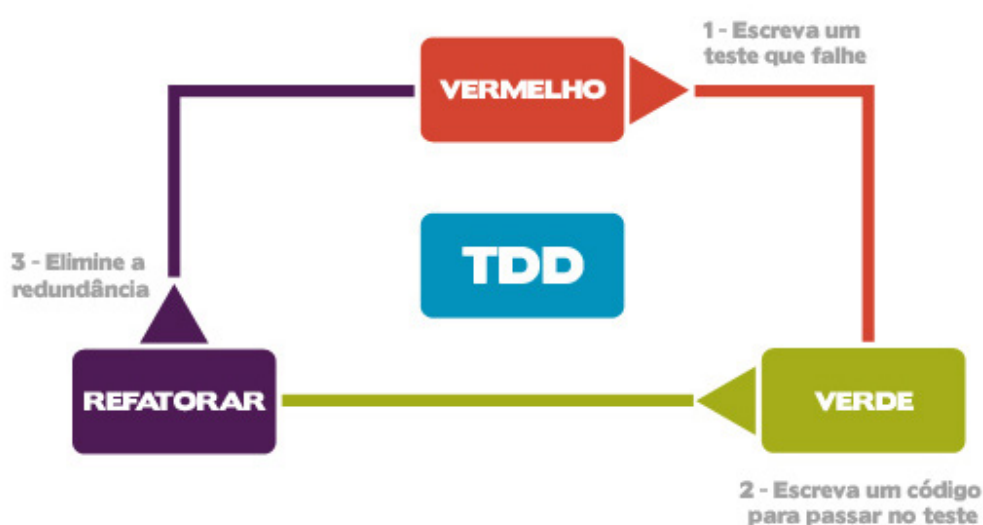 1 - Escreva um
teste que falhe
VERMELHO
TDD
3 - Elimine a
redundância
REFATORAR
VERDE
2 - Escreva um código
para passar no teste